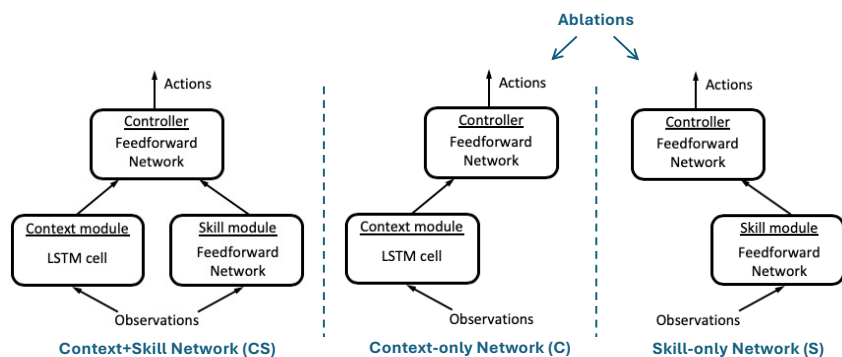 Ablations
Actions
Controller
Feedforward
Network
Context module
LSTM cell
Skill module
Feedforward
Network
Observations
Context+Skill Network (CS)
Actions
Controller
Feedforward
Network
Context module
LSTM cell
Observations
Context-only Network (C)
Actions
Controller
Feedforward
Network
Skill module
Feedforward
Network
Observations
Skill-only Network (S)